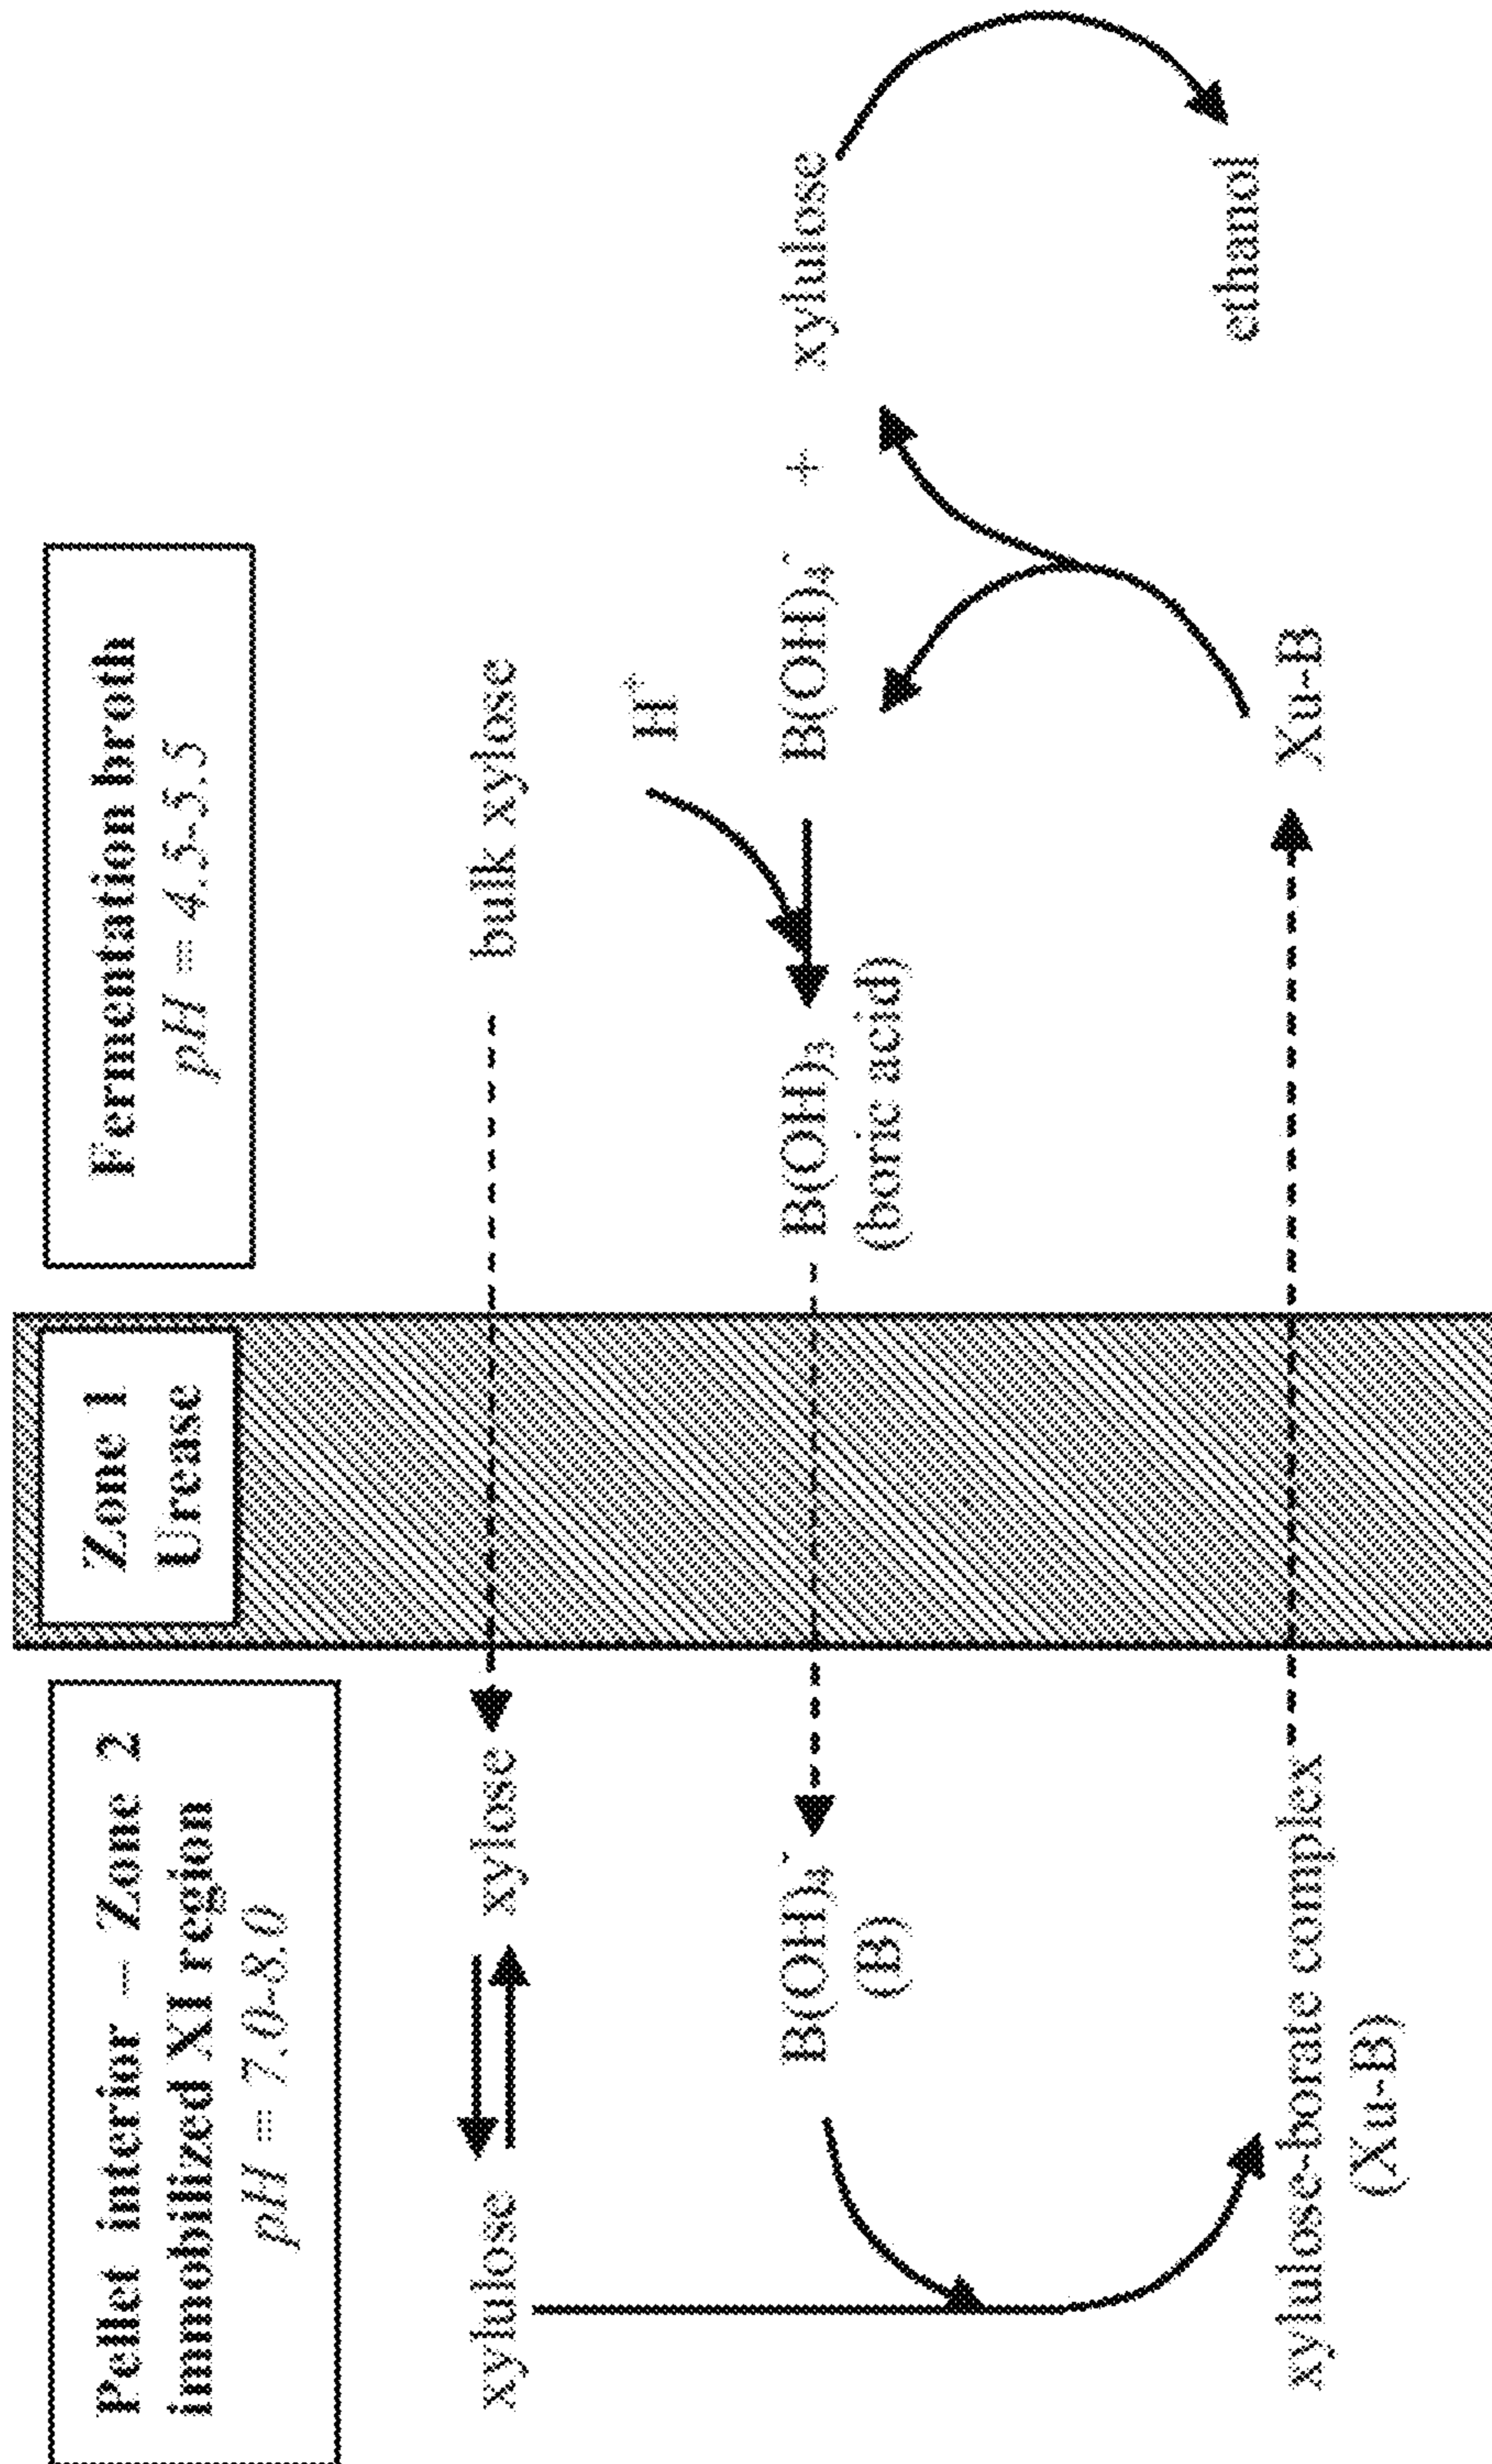 Pellet interior – Zone 2
immobilized XI region
pH = 7.0-8.0
Zone 1
Urease
Fermentation broth
pH = 4.5-5.5
xylulose
xylose
bulk xylose
H⁺
B(OH)₄⁻
(B)
B(OH)₃
(boric acid)
B(OH)₄⁻ + xylulose
xylulose-borate complex
(Xu-B)
Xu-B
ethanol